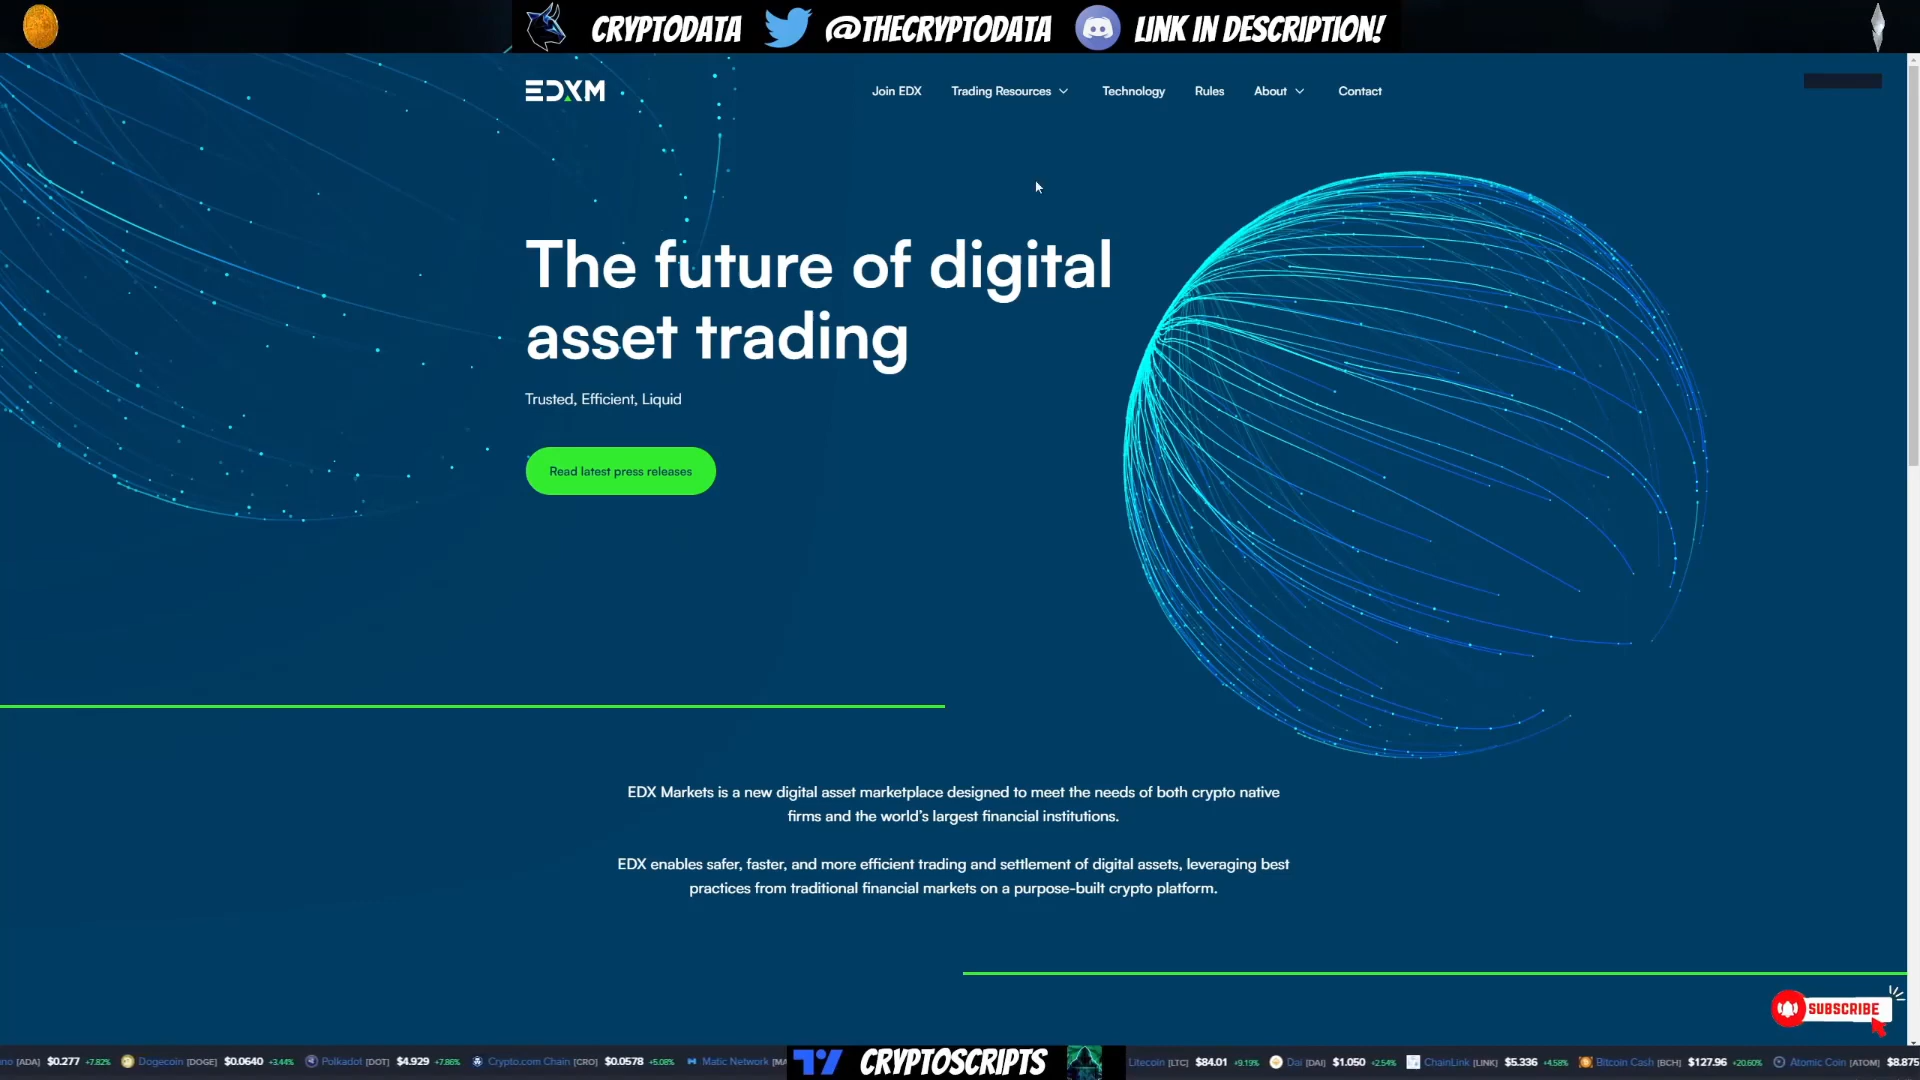 CRYPTODATA @THECRYPTODATA LINK IN DESCRIPTION!
EDXM
Join EDX Trading Resources Technology Rules About Contact
The future of digital
asset trading
Trusted, Efficient, Liquid
Read latest press releases
EDX Markets is a new digital asset marketplace designed to meet the needs of both crypto native
firms and the world's largest financial institutions.
EDX enables safer, faster, and more efficient trading and settlement of digital assets, leveraging best
practices from traditional financial markets on a purpose-built crypto platform.
SUBSCRIBE
[ADA] $0.277 +7.82% Dogecoin [DOGE] $0.0640 +3.44% Polkadot [DOT] $4.929 +7.86% Crypto.com Chain [CRO] $0.0578 +5.08% Matic Network CRYPTOSCRIPTS Litecoin [LTC] $84.01 +9.19% Dai [DAI] $1.050 +2.54% ChainLink [LINK] $5.336 +4.58% Bitcoin Cash [BCH] $127.96 +20.60% Atomic Coin [ATOM] $8.875